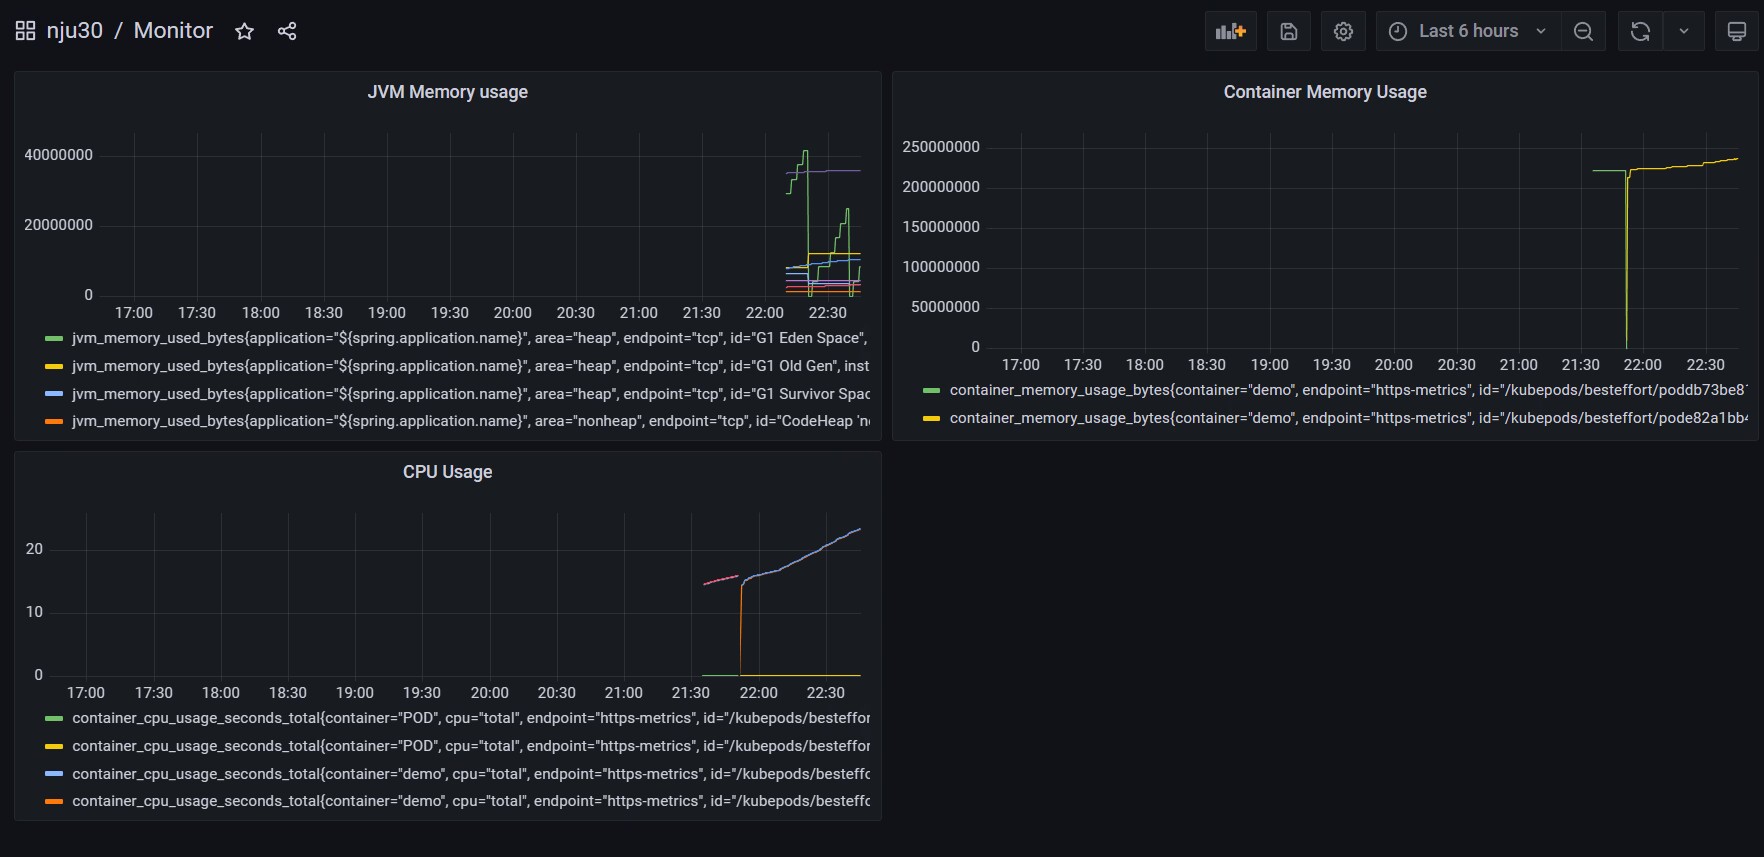 nju30 / Monitor
Last 6 hours
JVM Memory usage
40000000
20000000
0
17:00 17:30 18:00 18:30 19:00 19:30 20:00 20:30 21:00 21:30 22:00 22:30
jvm_memory_used_bytes{application="${spring.application.name}", area="heap", endpoint="tcp", id="G1 Eden Space",
jvm_memory_used_bytes{application="${spring.application.name}", area="heap", endpoint="tcp", id="G1 Old Gen", inst
jvm_memory_used_bytes{application="${spring.application.name}", area="heap", endpoint="tcp", id="G1 Survivor Spac
jvm_memory_used_bytes{application="${spring.application.name}", area="nonheap", endpoint="tcp", id="CodeHeap 'n
Container Memory Usage
250000000
200000000
150000000
100000000
50000000
0
17:00 17:30 18:00 18:30 19:00 19:30 20:00 20:30 21:00 21:30 22:00 22:30
container_memory_usage_bytes{container="demo", endpoint="https-metrics", id="/kubepods/besteffort/poddb73be8
container_memory_usage_bytes{container="demo", endpoint="https-metrics", id="/kubepods/besteffort/pode82a1bb4
CPU Usage
20
10
0
17:00 17:30 18:00 18:30 19:00 19:30 20:00 20:30 21:00 21:30 22:00 22:30
container_cpu_usage_seconds_total{container="POD", cpu="total", endpoint="https-metrics", id="/kubepods/besteffor
container_cpu_usage_seconds_total{container="POD", cpu="total", endpoint="https-metrics", id="/kubepods/besteffor
container_cpu_usage_seconds_total{container="demo", cpu="total", endpoint="https-metrics", id="/kubepods/besteffo
container_cpu_usage_seconds_total{container="demo", cpu="total", endpoint="https-metrics", id="/kubepods/besteffo